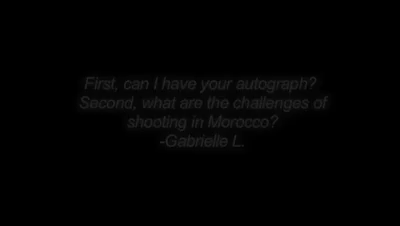 First, can I have your autograph?
Second, what are the challenges of
shooting in Morocco?
-Gabrielle L.